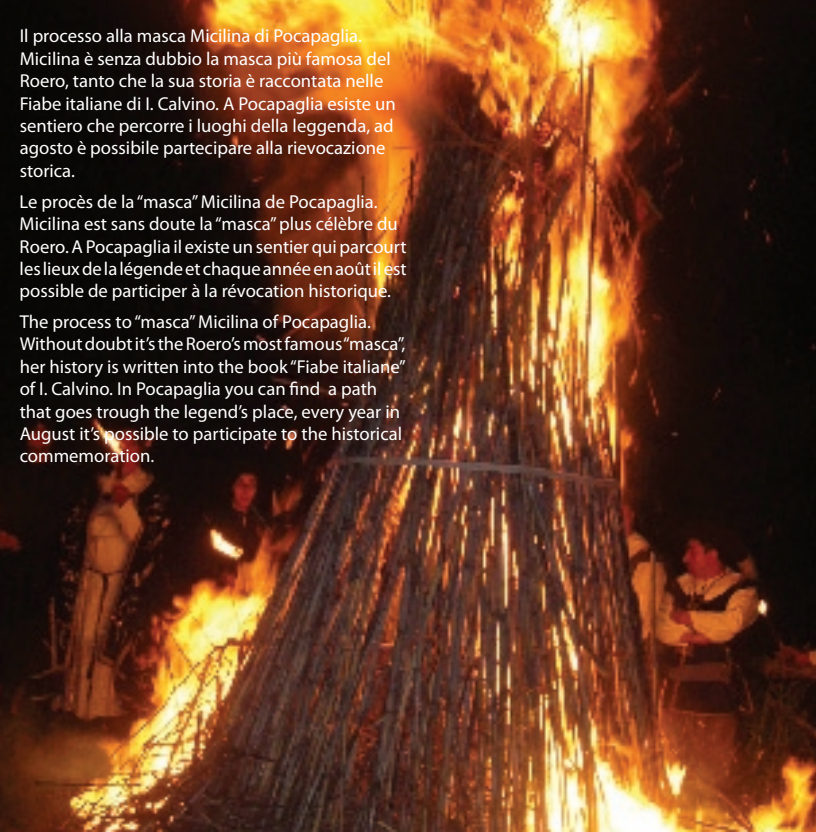 Il processo alla masca Micilina di Pocapaglia.
Micilina è senza dubbio la masca più famosa del
Roero, tanto che la sua storia è raccontata nelle
Fiabe italiane di I. Calvino. A Pocapaglia esiste un
sentiero che percorre i luoghi della leggenda, ad
agosto è possibile partecipare alla rievocazione
storica.
Le procès de la “masca” Micilina de Pocapaglia.
Micilina est sans doute la “masca” plus célèbre du
Roero. A Pocapaglia il existe un sentier qui parcourt
les lieux de la légende et chaque année en août il est
possible de participer à la révocation historique.
The process to “masca” Micilina of Pocapaglia.
Without doubt it’s the Roero’s most famous “masca”,
her history is written into the book “Fiabe italiane”
of I. Calvino. In Pocapaglia you can find a path
that goes trough the legend’s place, every year in
August it’s possible to participate to the historical
commemoration.